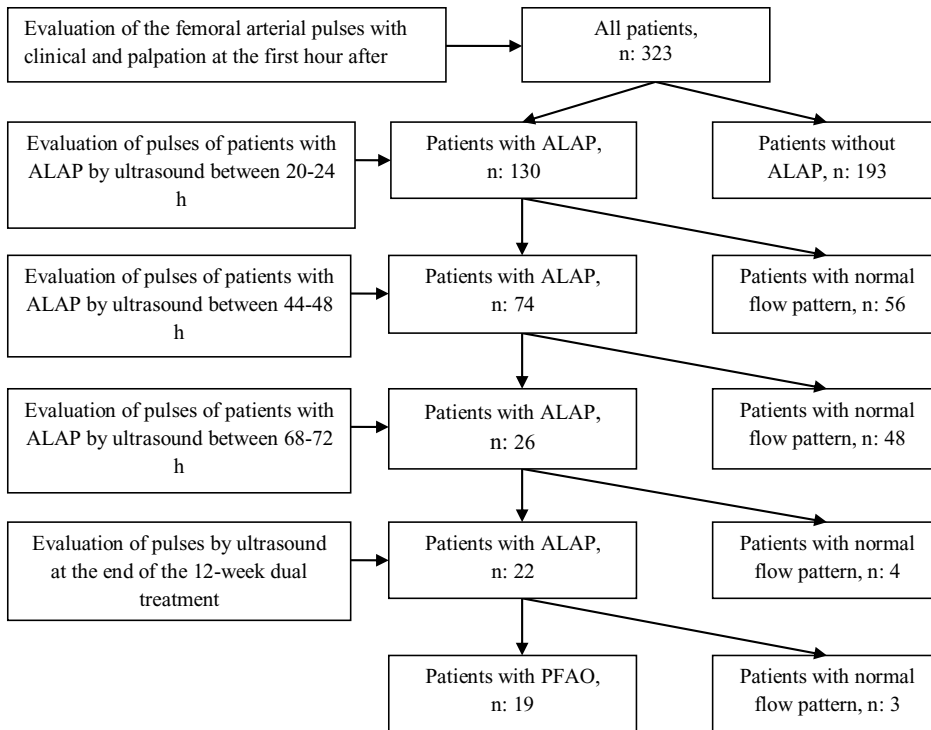 Evaluation of the femoral arterial pulses with
clinical and palpation at the first hour after
All patients,
n: 323
Evaluation of pulses of patients with
ALAP by ultrasound between 20-24
h
Patients with ALAP,
n: 130
Patients without
ALAP, n: 193
Evaluation of pulses of patients with
ALAP by ultrasound between 44-48
h
Patients with ALAP,
n: 74
Patients with normal
flow pattern, n: 56
Evaluation of pulses of patients with
ALAP by ultrasound between 68-72
h
Patients with ALAP,
n: 26
Patients with normal
flow pattern, n: 48
Evaluation of pulses by ultrasound
at the end of the 12-week dual
treatment
Patients with ALAP,
n: 22
Patients with normal
flow pattern, n: 4
Patients with PFAO,
n: 19
Patients with normal
flow pattern, n: 3